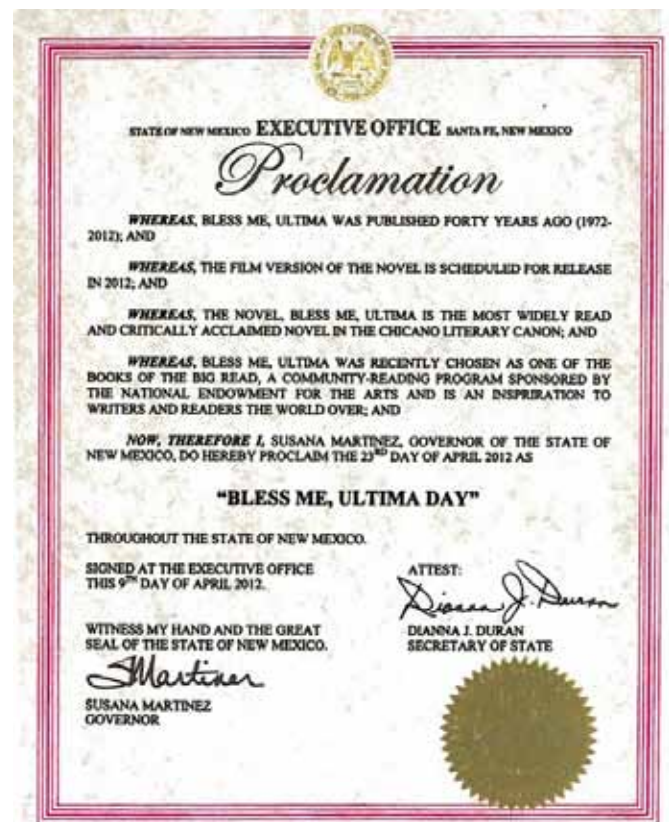 STATE OF NEW MEXICO EXECUTIVE OFFICE SANTA FE, NEW MEXICO
Proclamation
WHEREAS, BLESS ME, ULTIMA WAS PUBLISHED FORTY YEARS AGO (1972-
2012); AND
WHEREAS, THE FILM VERSION OF THE NOVEL IS SCHEDULED FOR RELEASE
IN 2012; AND
WHEREAS, THE NOVEL, BLESS ME, ULTIMA IS THE MOST WIDELY READ
AND CRITICALLY ACCLAIMED NOVEL IN THE CHICANO LITERARY CANON; AND
WHEREAS, BLESS ME, ULTIMA WAS RECENTLY CHOSEN AS ONE OF THE
BOOKS OF THE BIG READ, A COMMUNITY-READING PROGRAM SPONSORED BY
THE NATIONAL ENDOWMENT FOR THE ARTS AND IS AN INSPRIRATION TO
WRITERS AND READERS THE WORLD OVER; AND
NOW, THEREFORE I, SUSANA MARTINEZ, GOVERNOR OF THE STATE OF
NEW MEXICO, DO HEREBY PROCLAIM THE 23RD DAY OF APRIL 2012 AS
“BLESS ME, ULTIMA DAY”
THROUGHOUT THE STATE OF NEW MEXICO.
SIGNED AT THE EXECUTIVE OFFICE
THIS 9TH DAY OF APRIL 2012.
WITNESS MY HAND AND THE GREAT
SEAL OF THE STATE OF NEW MEXICO.
SMartinez
SUSANA MARTINEZ
GOVERNOR
ATTEST:
Dianna J. Duran
DIANNA J. DURAN
SECRETARY OF STATE